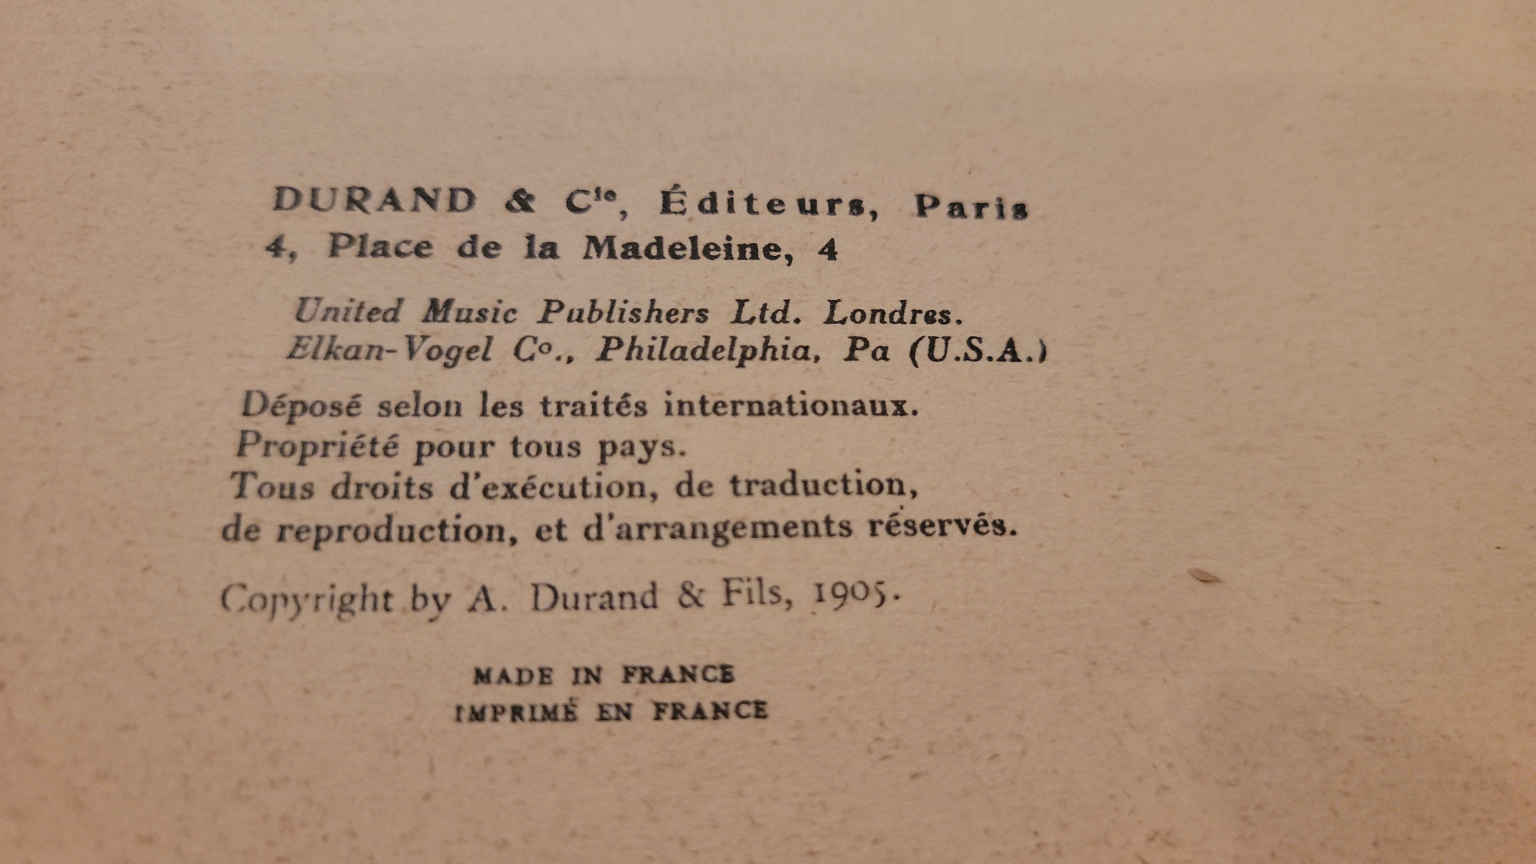 DURAND & Cie, Éditeurs, Paris
4, Place de la Madeleine, 4
United Music Publishers Ltd. Londres.
Elkan-Vogel Co., Philadelphia, Pa (U.S.A.)
Déposé selon les traités internationaux.
Propriété pour tous pays.
Tous droits d'exécution, de traduction,
de reproduction, et d'arrangements réservés.
Copyright by A. Durand & Fils, 1905.
MADE IN FRANCE
IMPRIMÉ EN FRANCE